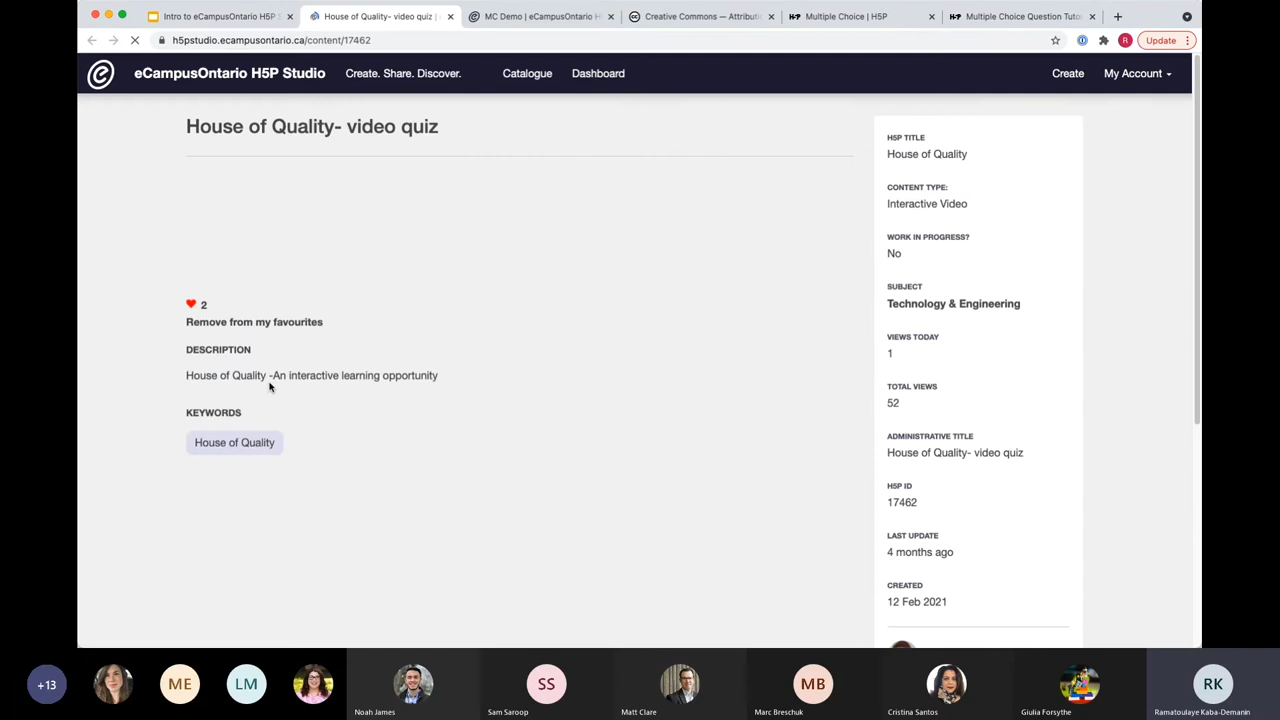 Intro to eCampusOntario H5P S
House of Quality- video quiz |
MC Demo | eCampusOntario H
Creative Commons — Attributi
H-P Multiple Choice | H5P
H-P Multiple Choice Question Tuto
h5pstudio.ecampusontario.ca/content/17462
R
Update
eCampusOntario H5P Studio
Create. Share. Discover.
Catalogue
Dashboard
Create
My Account
House of Quality- video quiz
2
Remove from my favourites
DESCRIPTION
House of Quality -An interactive learning opportunity
KEYWORDS
House of Quality
H5P TITLE
House of Quality
CONTENT TYPE:
Interactive Video
WORK IN PROGRESS?
No
SUBJECT
Technology & Engineering
VIEWS TODAY
1
TOTAL VIEWS
52
ADMINISTRATIVE TITLE
House of Quality- video quiz
H5P ID
17462
LAST UPDATE
4 months ago
CREATED
12 Feb 2021
+13
ME
LM
Noah James
SS
Sam Saroop
Matt Clare
MB
Marc Breschuk
Cristina Santos
Giulia Forsythe
RK
Ramatoulaye Kaba-Demanin